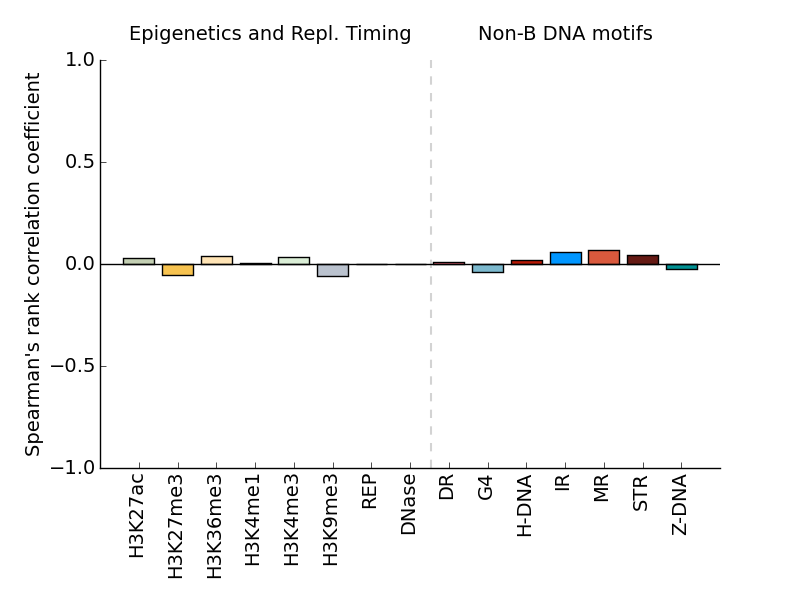 Epigenetics and Repl. Timing
Non-B DNA motifs
Spearman's rank correlation coefficient
1.0
0.5
0.0
−0.5
−1.0
H3K27ac
H3K27me3
H3K36me3
H3K4me1
H3K4me3
H3K9me3
REP
DNase
DR
G4
H-DNA
IR
MR
STR
Z-DNA